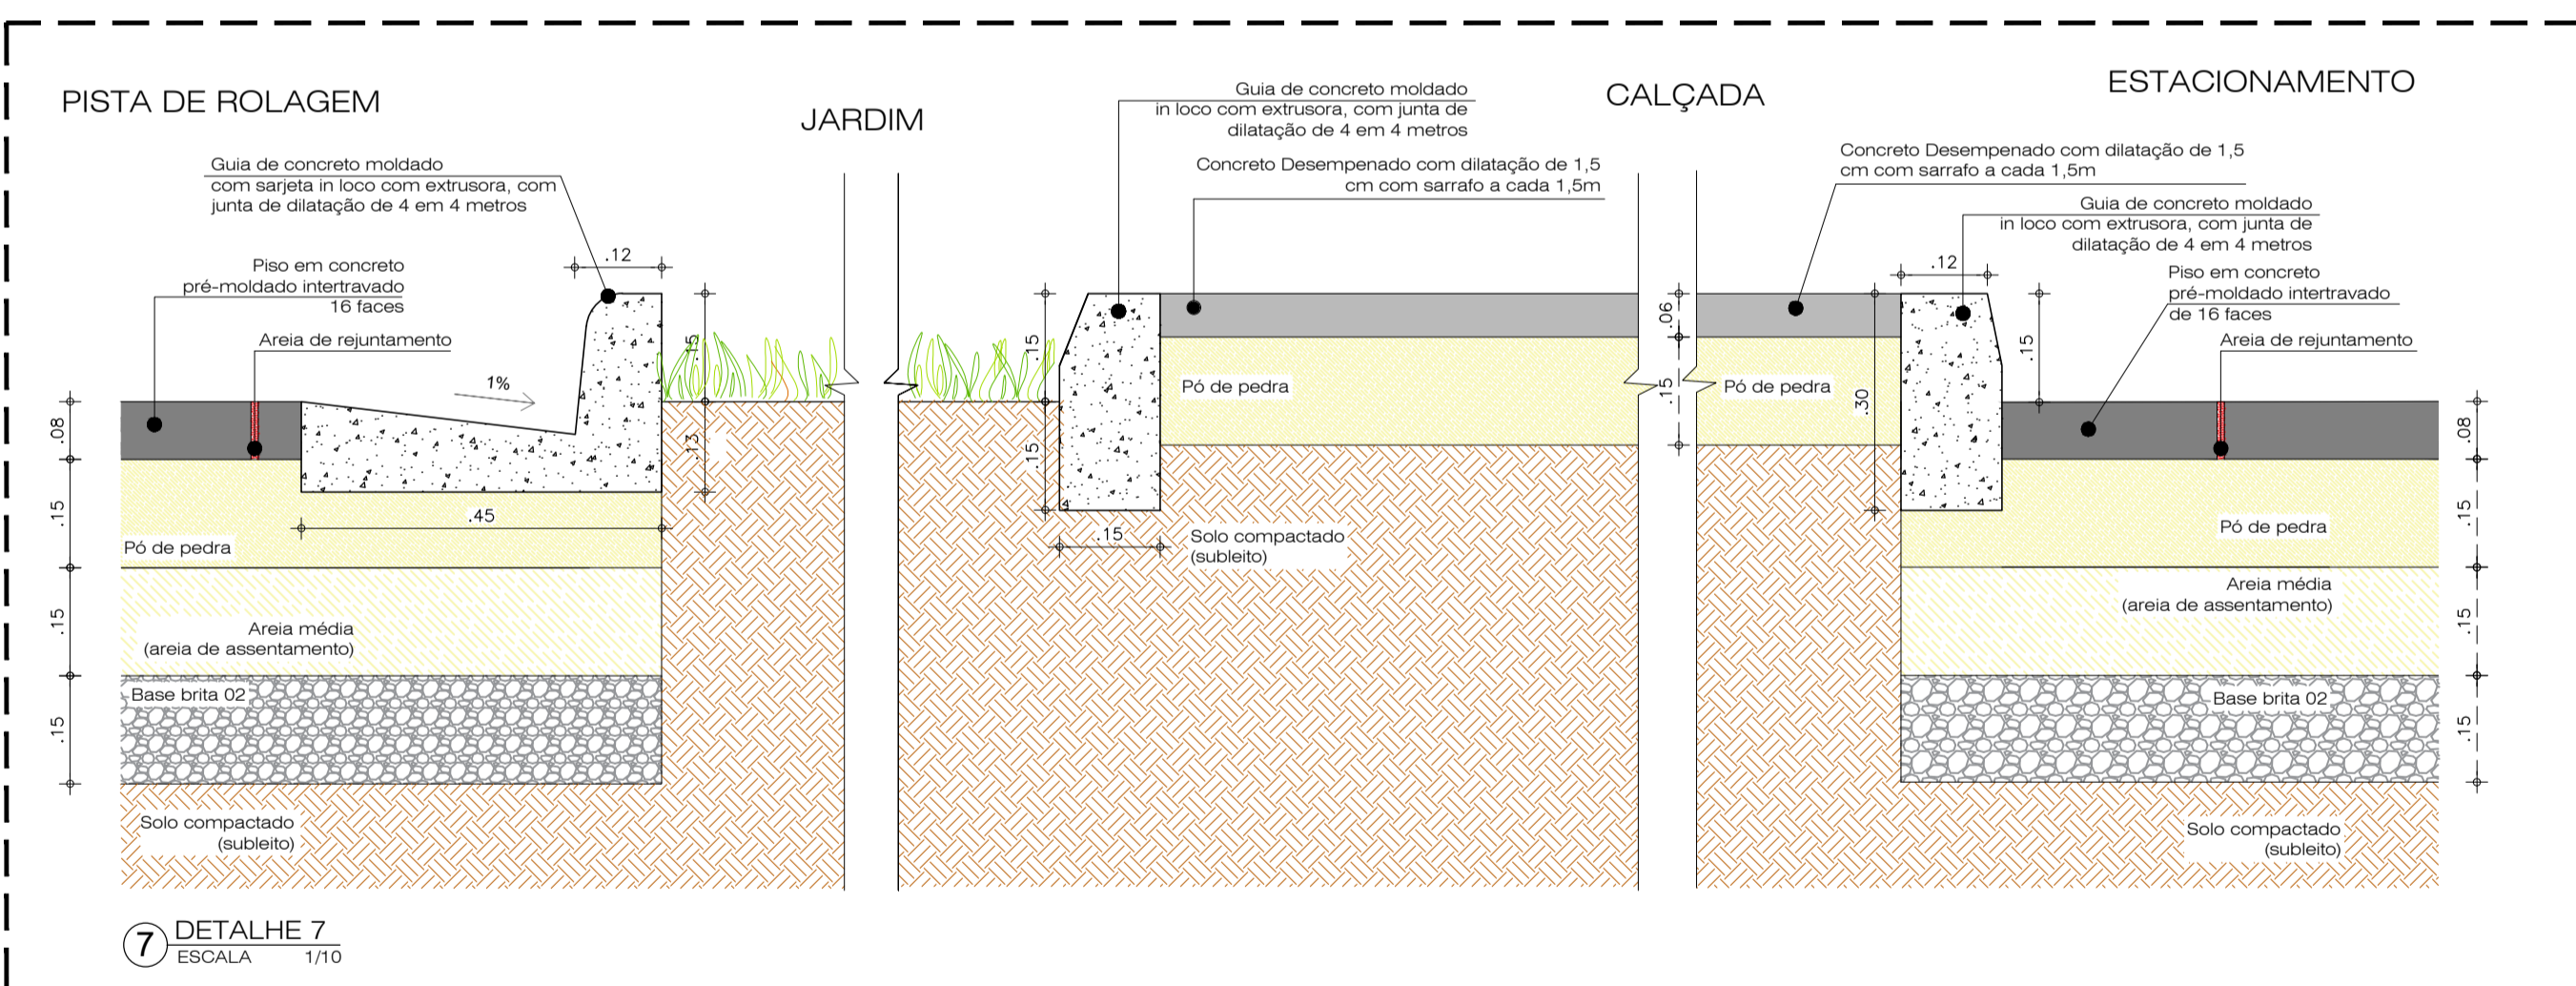 PISTA DE ROLAGEM
JARDIM
CALÇADA
ESTACIONAMENTO
Guia de concreto moldado
com sarjeta in loco com extrusora, com
junta de dilatação de 4 em 4 metros
Piso em concreto
pré-moldado intertravado
16 faces
Areia de rejuntamento
1%
.12
.15
.13
.45
.08
.15
.15
.15
Pó de pedra
Areia média
(areia de assentamento)
Base brita 02
Solo compactado
(subleito)
Guia de concreto moldado
in loco com extrusora, com junta de
dilatação de 4 em 4 metros
Concreto Desempenado com dilatação de 1,5
cm com sarrafo a cada 1,5m
.15
.15
.15
Pó de pedra
Solo compactado
(subleito)
.06
.15
Concreto Desempenado com dilatação de 1,5
cm com sarrafo a cada 1,5m
Guia de concreto moldado
in loco com extrusora, com junta de
dilatação de 4 em 4 metros
Piso em concreto
pré-moldado intertravado
de 16 faces
Areia de rejuntamento
.12
.15
.30
Pó de pedra
Pó de pedra
Areia média
(areia de assentamento)
Base brita 02
Solo compactado
(subleito)
.08
.15
.15
.15
7
DETALHE 7
ESCALA 1/10